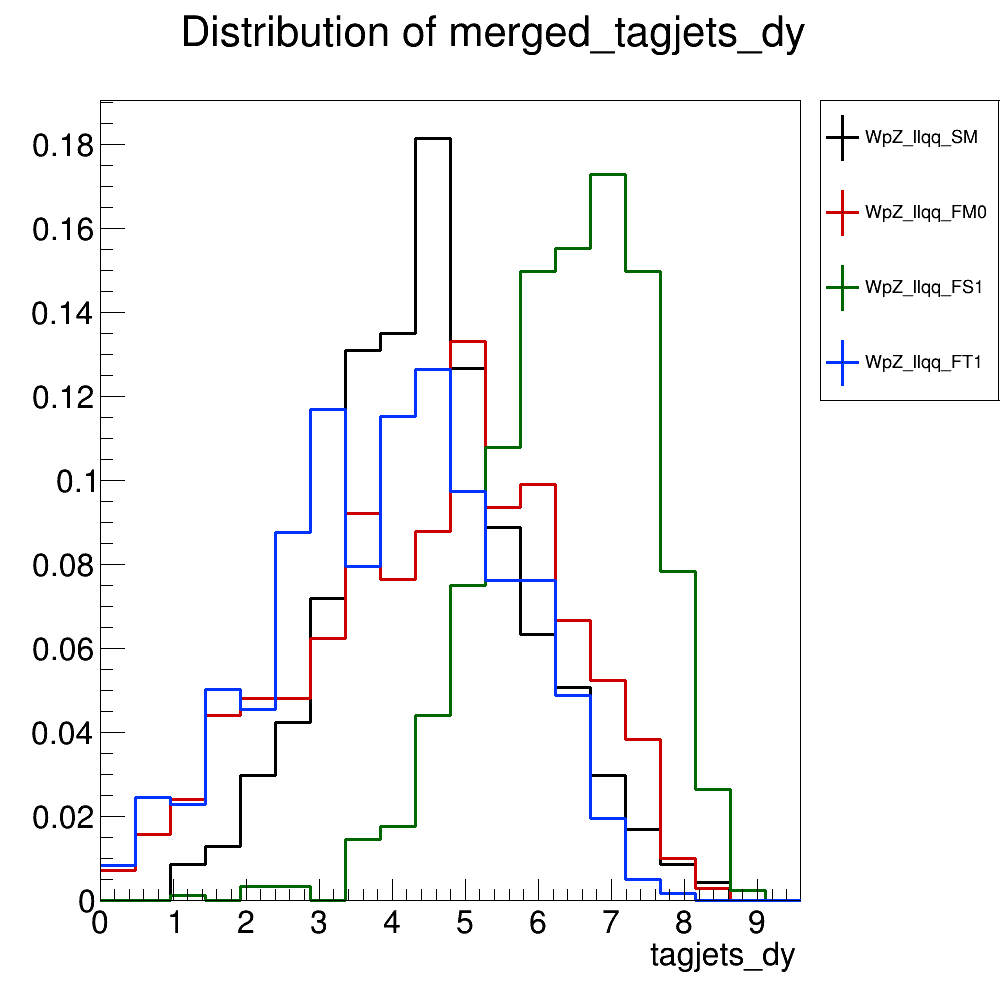 Distribution of merged_tagjets_dy
WpZ_llqq_SM
WpZ_llqq_FM0
WpZ_llqq_FS1
WpZ_llqq_FT1
0.18
0.16
0.14
0.12
0.1
0.08
0.06
0.04
0.02
0
0 1 2 3 4 5 6 7 8 9
tagjets_dy